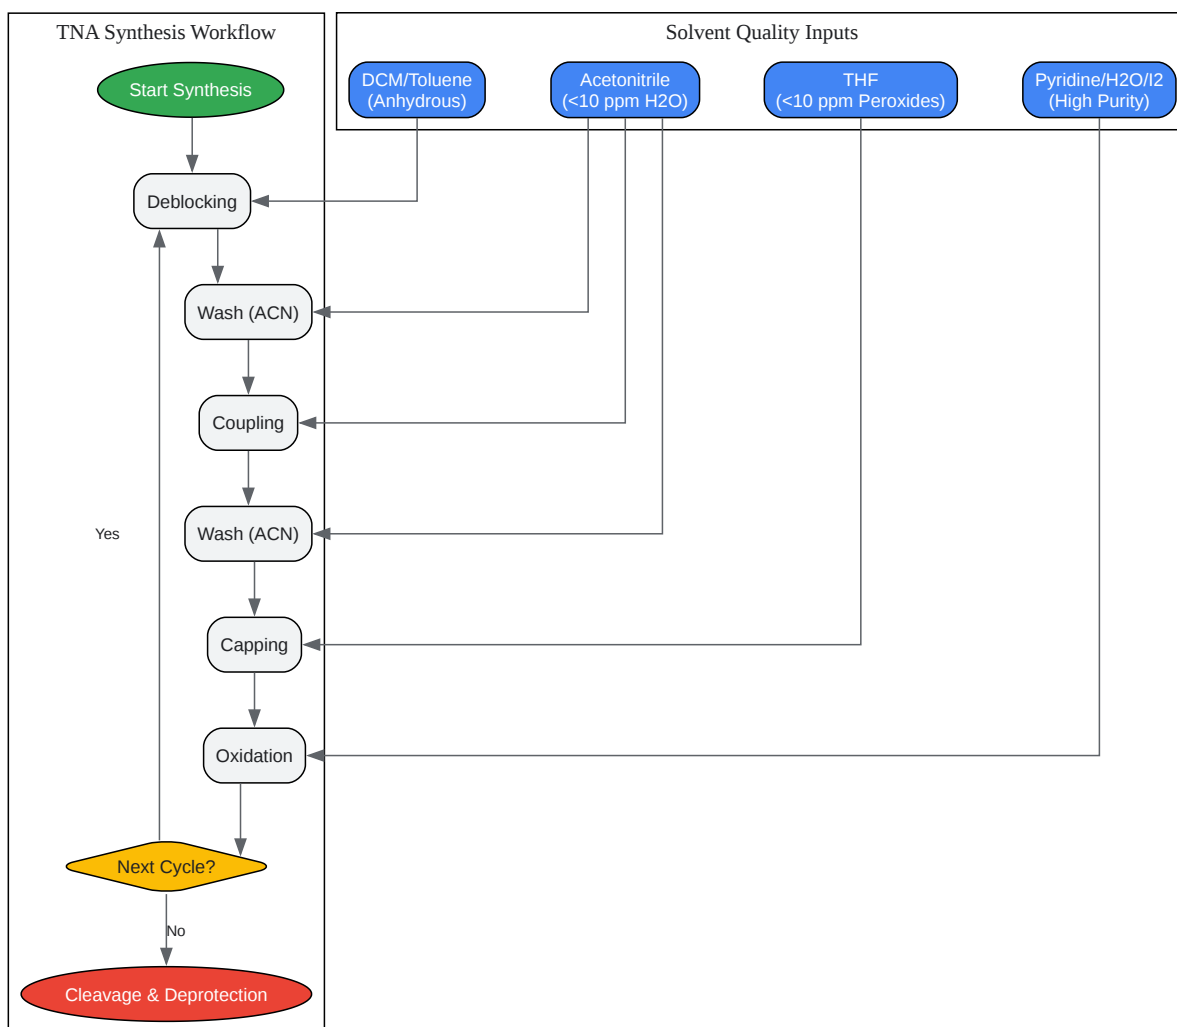 TNA Synthesis Workflow
Solvent Quality Inputs
Start Synthesis
DCM/Toluene
(Anhydrous)
Acetonitrile
(<10 ppm H2O)
THF
(<10 ppm Peroxides)
Pyridine/H2O/I2
(High Purity)
Deblocking
Wash (ACN)
Coupling
Wash (ACN)
Yes
Capping
Oxidation
Next Cycle?
No
Cleavage & Deprotection